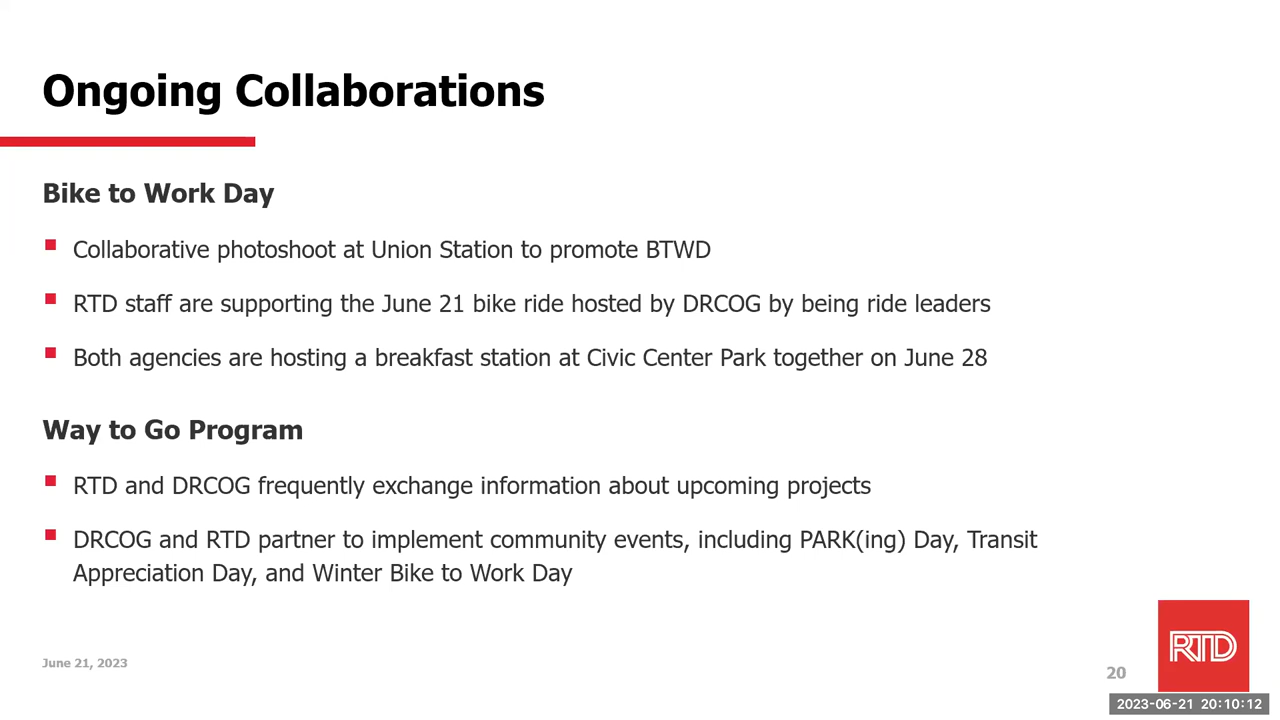 Ongoing Collaborations
Bike to Work Day
Collaborative photoshoot at Union Station to promote BTWD
RTD staff are supporting the June 21 bike ride hosted by DRCOG by being ride leaders
Both agencies are hosting a breakfast station at Civic Center Park together on June 28
Way to Go Program
RTD and DRCOG frequently exchange information about upcoming projects
DRCOG and RTD partner to implement community events, including PARK(ing) Day, Transit
Appreciation Day, and Winter Bike to Work Day
June 21, 2023
20
RTD
2023-06-21 20:10:12